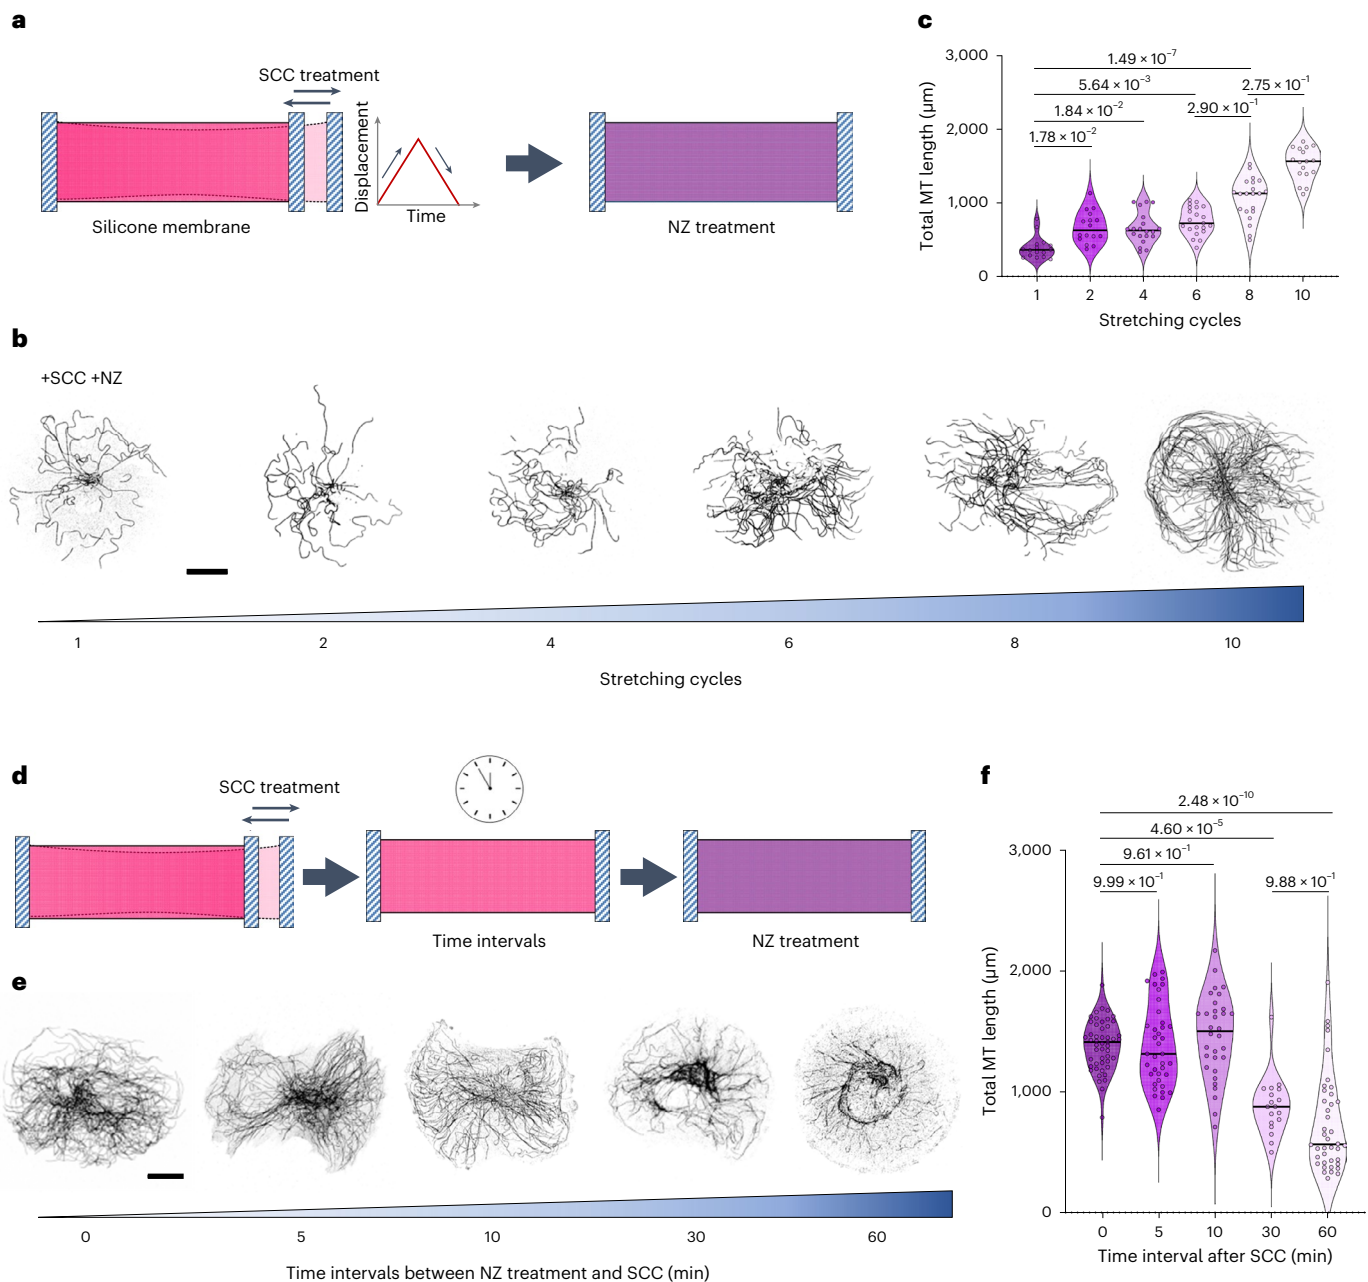 a
SCC treatment
Displacement
Time
Silicone membrane
NZ treatment
c
Total MT length (μm)
3,000
2,000
1,000
0
1.49 × 10⁻⁷
5.64 × 10⁻³
2.75 × 10⁻¹
1.84 × 10⁻²
2.90 × 10⁻¹
1.78 × 10⁻²
1 2 4 6 8 10
Stretching cycles
b
+SCC +NZ
1 2 4 6 8 10
Stretching cycles
d
SCC treatment
Time intervals
NZ treatment
e
0 5 10 30 60
Time intervals between NZ treatment and SCC (min)
f
2.48 × 10⁻¹⁰
4.60 × 10⁻⁵
9.61 × 10⁻¹
9.99 × 10⁻¹
9.88 × 10⁻¹
Total MT length (μm)
3,000
2,000
1,000
0
0 5 10 30 60
Time interval after SCC (min)